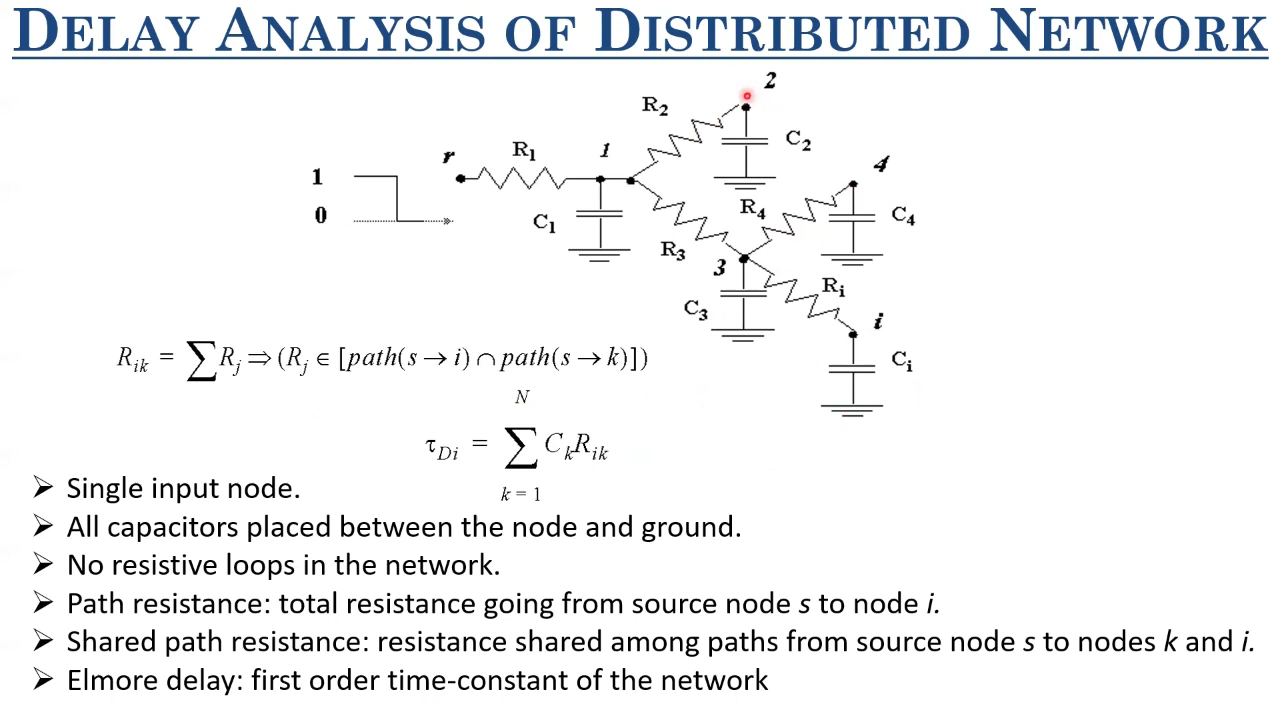 DELAY ANALYSIS OF DISTRIBUTED NETWORK
2
R2
C2
r
R1
1
1
0
C1
4
R4
C4
R3
3
Ri
C3
i
Ci
Rik = ∑Rj ⇒ (Rj ∈ [path(s → i) ∩ path(s → k)])
N
τDi = ∑ CkRik
k = 1
➢ Single input node.
➢ All capacitors placed between the node and ground.
➢ No resistive loops in the network.
➢ Path resistance: total resistance going from source node s to node i.
➢ Shared path resistance: resistance shared among paths from source node s to nodes k and i.
➢ Elmore delay: first order time-constant of the network